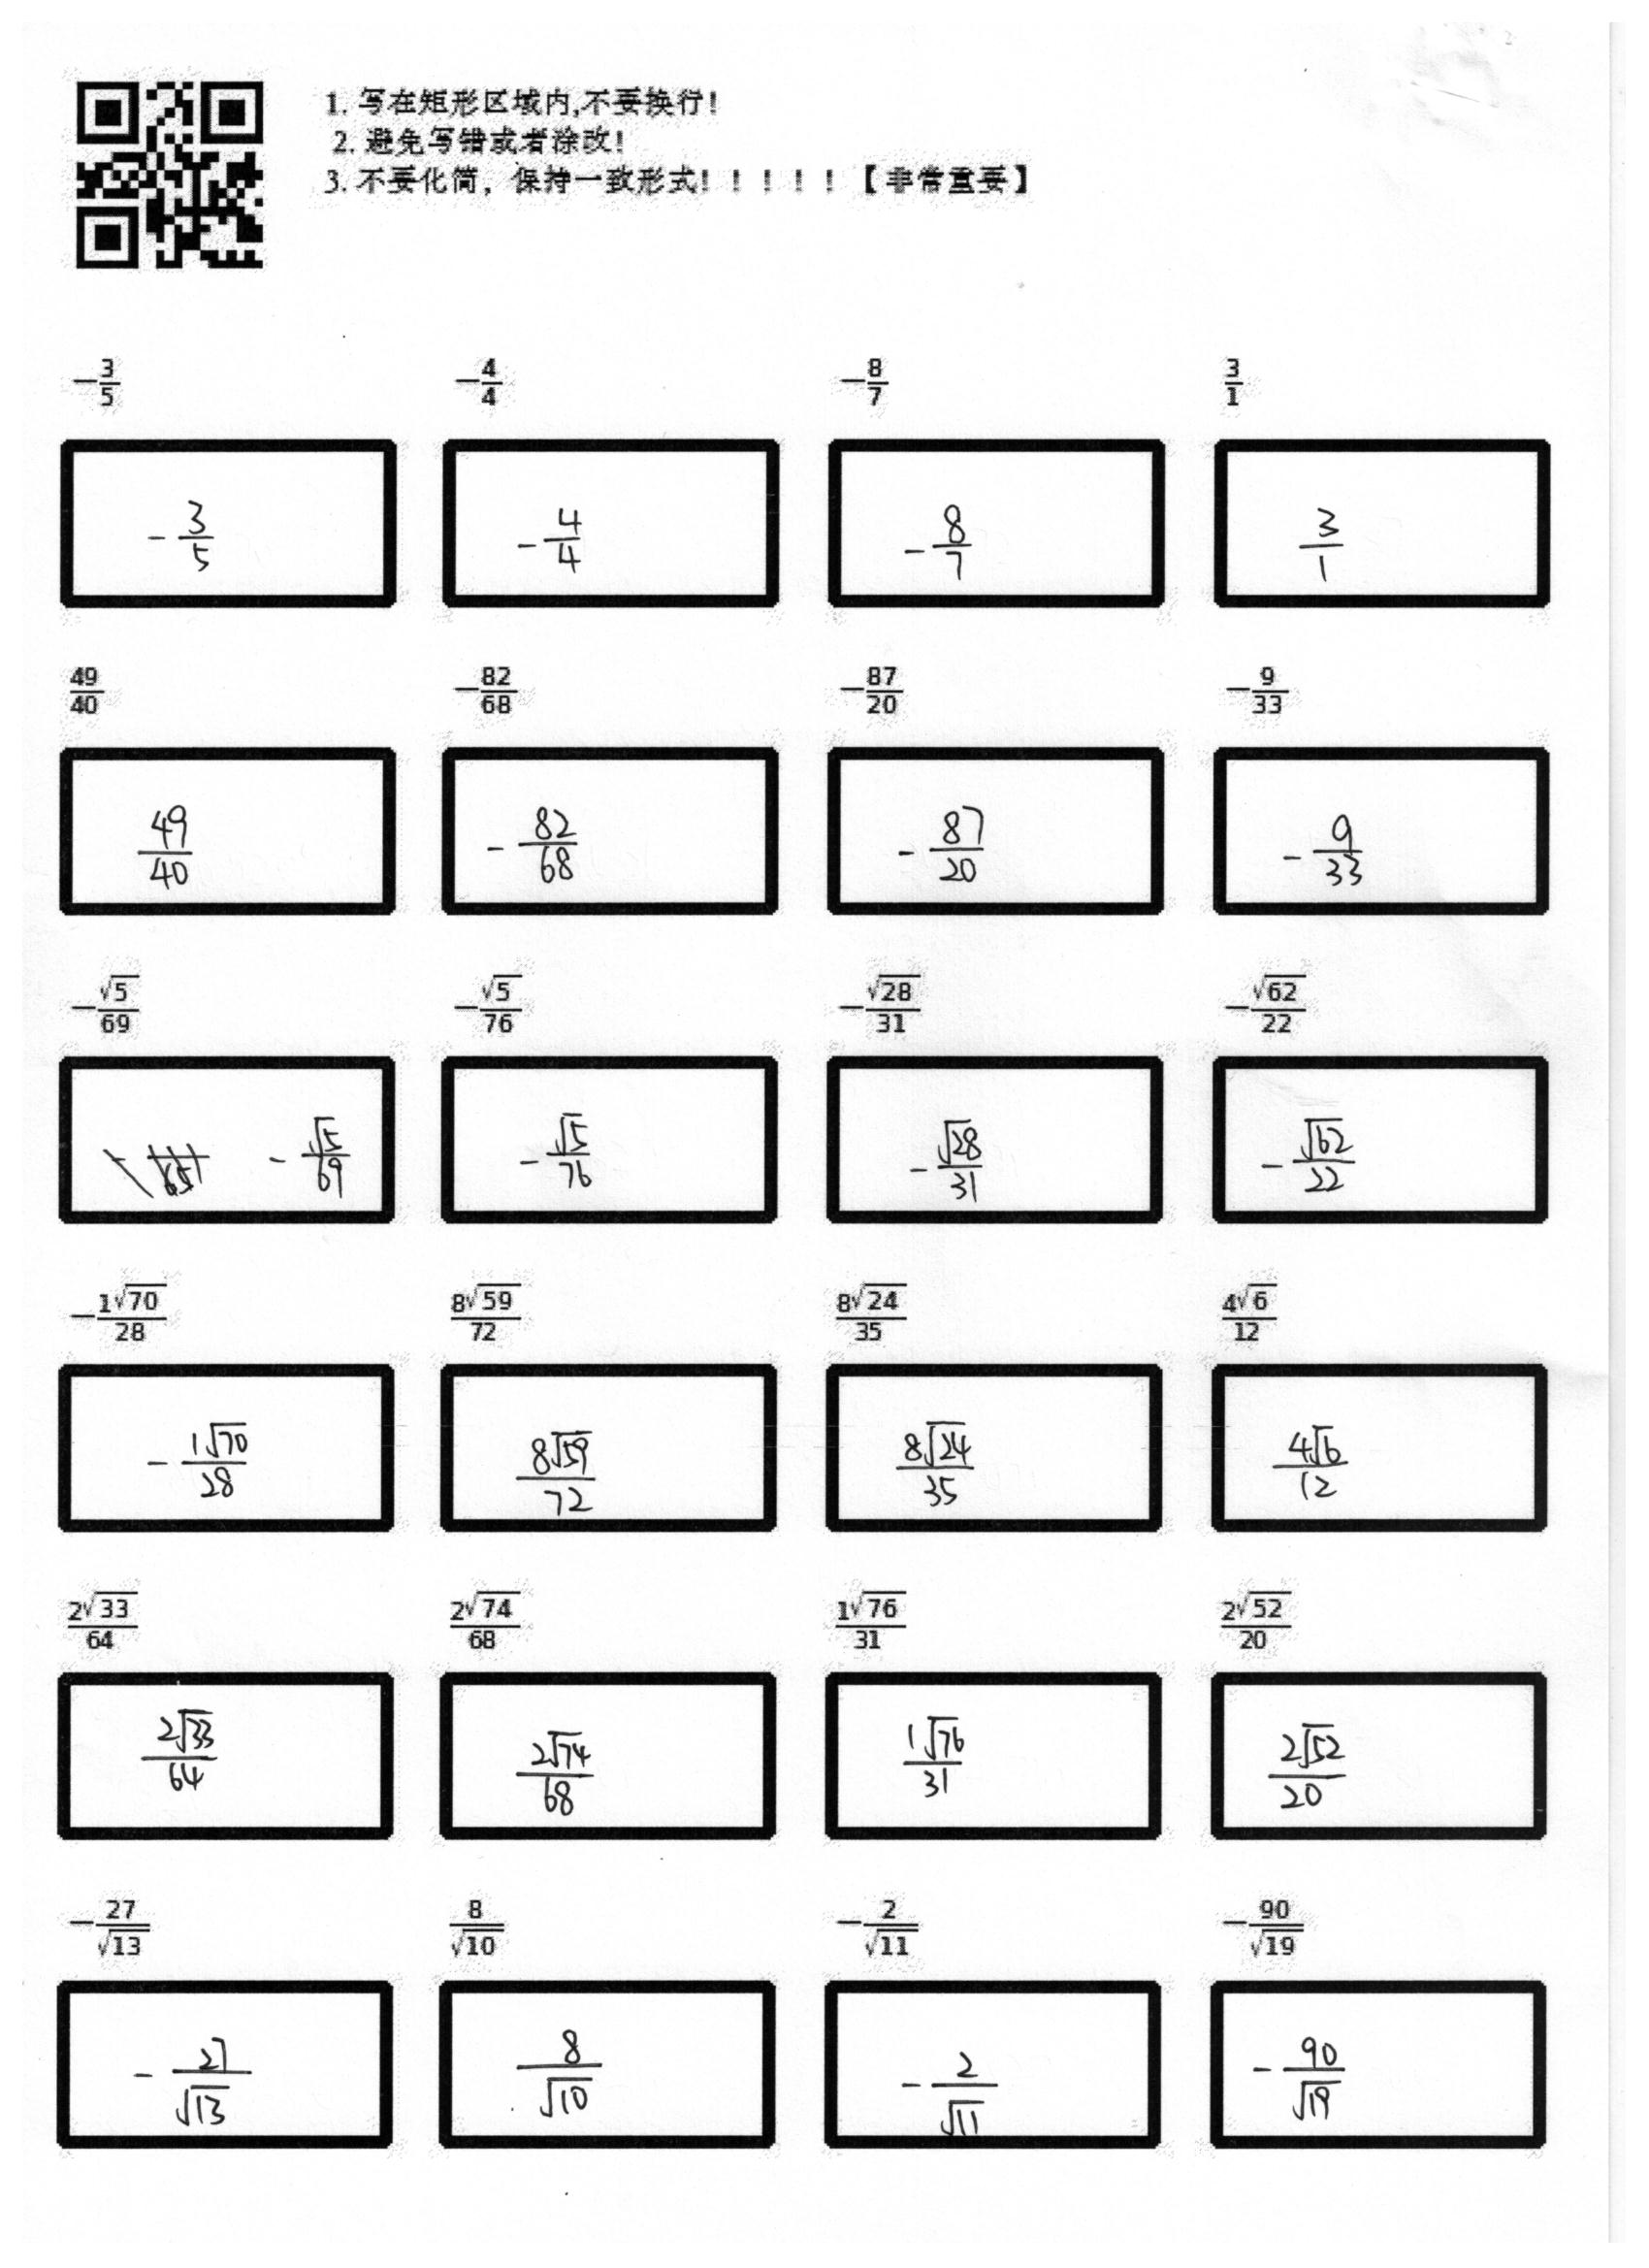 1. 写在矩形区域内,不要换行!
2. 避免写错或者涂改!
3. 不要化简，保持一致形式！！！！！【非常重要】
-\frac{3}{5} -\frac{4}{4} -\frac{8}{7} \frac{3}{1}
-\frac{3}{5} -\frac{4}{4} -\frac{8}{7} \frac{3}{1}
\frac{49}{40} -\frac{82}{68} -\frac{87}{20} -\frac{9}{33}
\frac{49}{40} -\frac{82}{68} -\frac{87}{20} -\frac{9}{33}
-\frac{\sqrt{5}}{69} -\frac{\sqrt{5}}{76} -\frac{\sqrt{28}}{31} -\frac{\sqrt{62}}{22}
-\frac{\sqrt{5}}{69} -\frac{\sqrt{5}}{76} -\frac{\sqrt{28}}{31} -\frac{\sqrt{62}}{22}
-\frac{1\sqrt{70}}{28} \frac{8\sqrt{59}}{72} \frac{8\sqrt{24}}{35} \frac{4\sqrt{6}}{12}
-\frac{1\sqrt{70}}{28} \frac{8\sqrt{59}}{72} \frac{8\sqrt{24}}{35} \frac{4\sqrt{6}}{12}
\frac{2\sqrt{33}}{64} \frac{2\sqrt{74}}{68} \frac{1\sqrt{76}}{31} \frac{2\sqrt{52}}{20}
\frac{2\sqrt{33}}{64} \frac{2\sqrt{74}}{68} \frac{1\sqrt{76}}{31} \frac{2\sqrt{52}}{20}
-\frac{27}{\sqrt{13}} \frac{8}{\sqrt{10}} -\frac{2}{\sqrt{11}} -\frac{90}{\sqrt{19}}
-\frac{27}{\sqrt{13}} \frac{8}{\sqrt{10}} -\frac{2}{\sqrt{11}} -\frac{90}{\sqrt{19}}